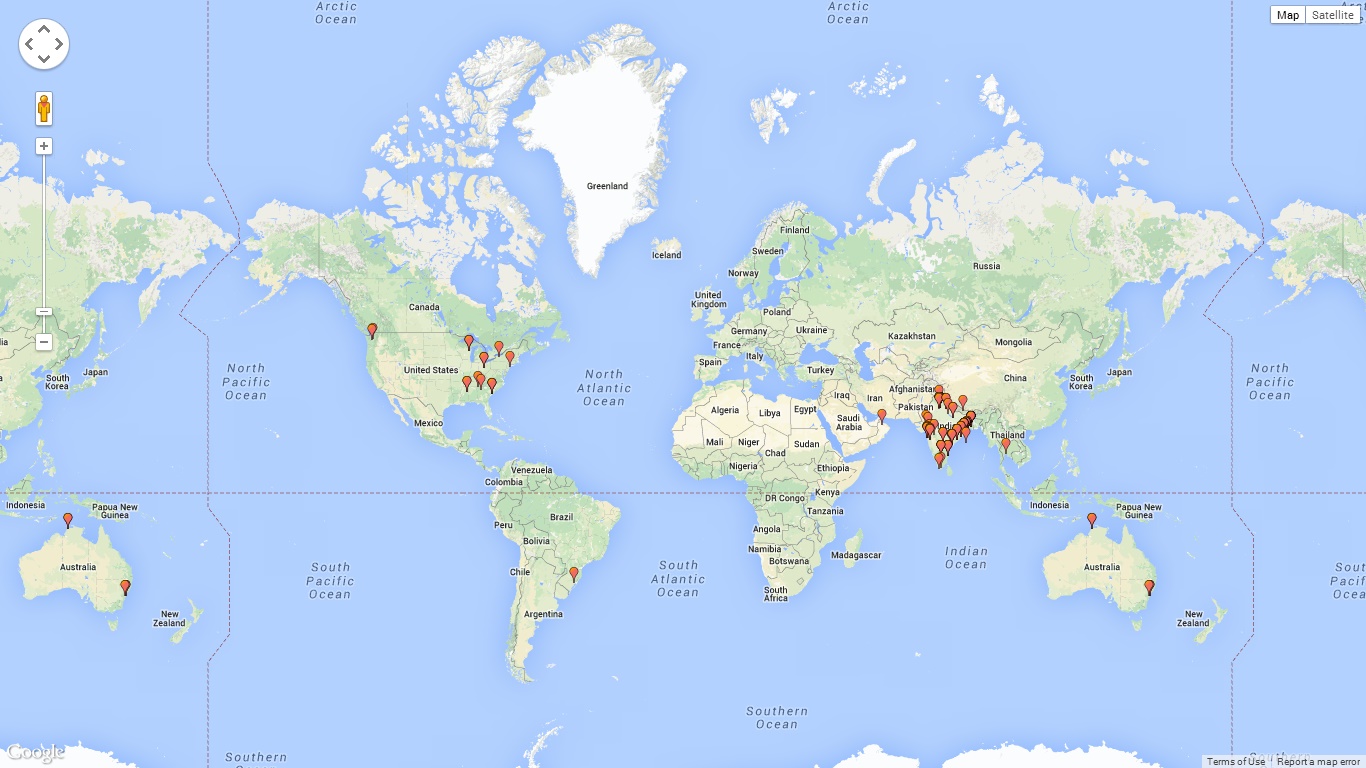 Arctic
Ocean
Arctic
Ocean
Map
Satellite
Greenland
Iceland
Finland
Sweden
Norway
Russia
United
Kingdom
Canada
Poland
Germany
Ukraine
Kazakhstan
Mongolia
France
Italy
Spain
Turkey
South
Korea
Japan
North
Pacific
Ocean
United States
North
Atlantic
Ocean
China
South
Korea
Japan
North
Pacific
Ocean
Afghanistan
Iraq
Iran
Pakistan
Algeria
Libya
Egypt
Saudi
Arabia
Mexico
Mali
Niger
Sudan
Chad
Thailand
Venezuela
Colombia
Nigeria
Ethiopia
Kenya
DR Congo
Tanzania
Indonesia
Papua New
Guinea
Indonesia
Papua New
Guinea
Brazil
Peru
Angola
Bolivia
Namibia
Botswana
Madagascar
Indian
Ocean
Australia
South
Pacific
Ocean
Chile
South
Atlantic
Ocean
South
Africa
Australia
New
Zealand
Argentina
New
Zealand
Southern
Ocean
Southern
Google
Terms of Use
Report a map error